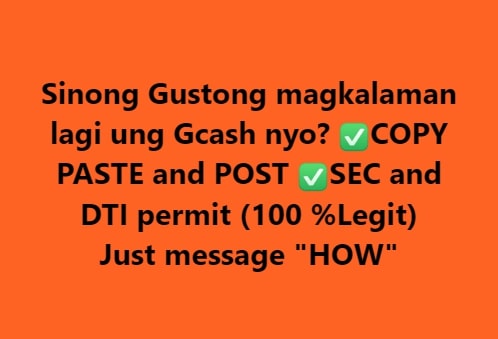 Sinong Gustong magkalaman
lagi ung Gcash nyo? ✅COPY
PASTE and POST ✅SEC and
DTI permit (100 %Legit)
Just message "HOW"